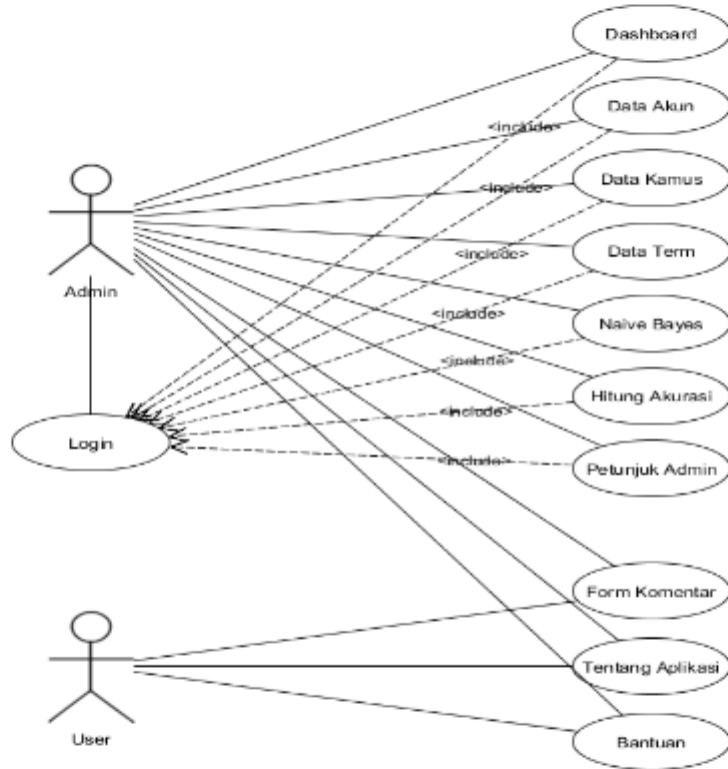 Dashboard
Data Akun
<include>
Data Kamus
<include>
Admin
Data Term
<include>
Naive Bayes
<include>
<include>
Hitung Akurasi
<include>
Login
Petunjuk Admin
<include>
Form Komentar
Tentang Aplikasi
User
Bantuan